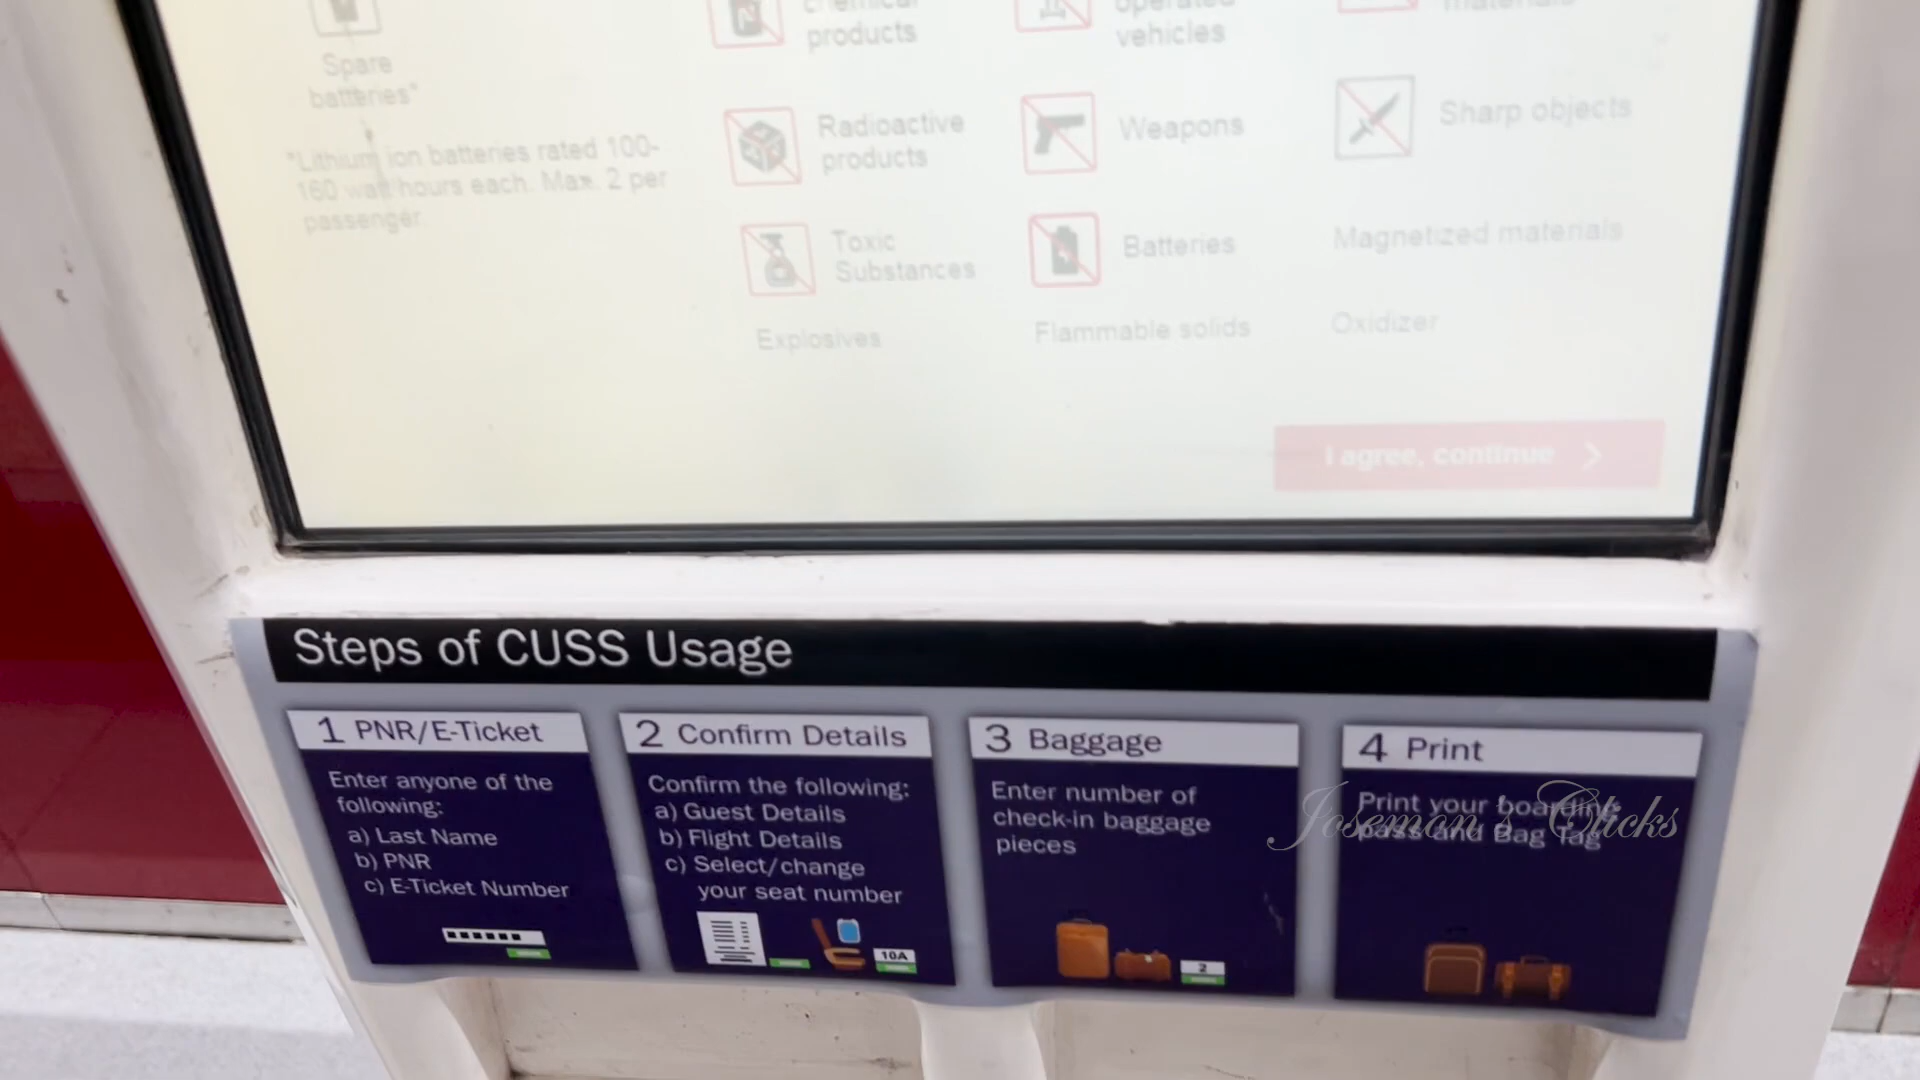 Spare
batteries*
*Lithium ion batteries rated 100-
160 watt hours each. Max. 2 per
passenger.
chemical
products
operated
vehicles
materials
Radioactive
products
Weapons
Sharp objects
Toxic
Substances
Batteries
Magnetized materials
Explosives
Flammable solids
Oxidizer
I agree, continue
Steps of CUSS Usage
1 PNR/E-Ticket
Enter anyone of the
following:
a) Last Name
b) PNR
c) E-Ticket Number
2 Confirm Details
Confirm the following:
a) Guest Details
b) Flight Details
c) Select/change
your seat number
10A
3 Baggage
Enter number of
check-in baggage
pieces
2
4 Print
Print your boarding
pass and Bag Tag
Josemon's Clicks